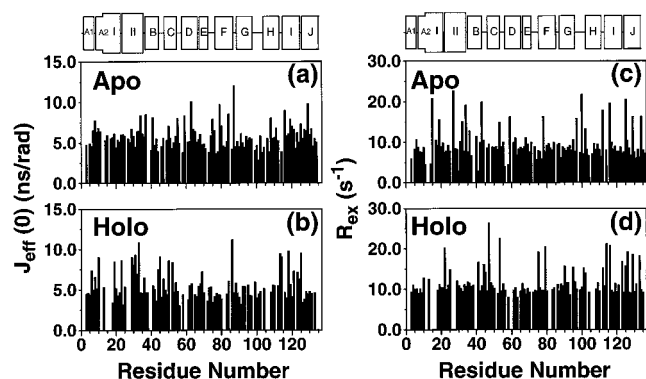 A1 A2 I II B C D E F G H I J
A1 A2 I II B C D E F G H I J
Apo (a)
15.0
10.0
5.0
0.0
Holo (b)
15.0
10.0
5.0
0.0
0 20 40 60 80 100 120
Residue Number
J_eff (0) (ns/rad)
Apo (c)
30.0
20.0
10.0
0.0
Holo (d)
30.0
20.0
10.0
0.0
0 20 40 60 80 100 120
Residue Number
R_ex (s⁻¹)